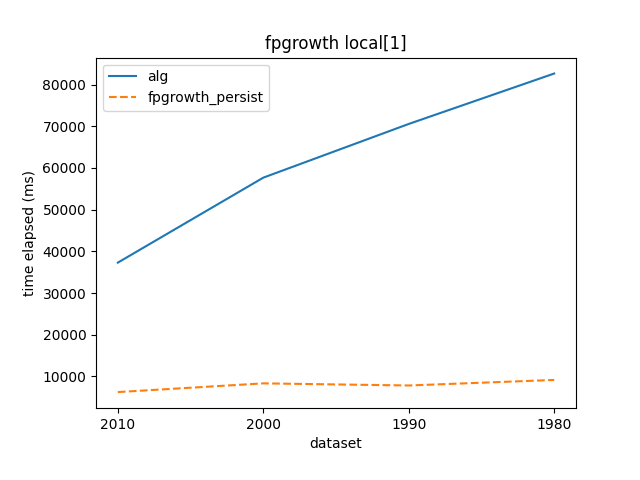 fpgrowth local[1]
alg
fpgrowth_persist
80000
70000
60000
50000
40000
30000
20000
10000
time elapsed (ms)
2010 2000 1990 1980
dataset